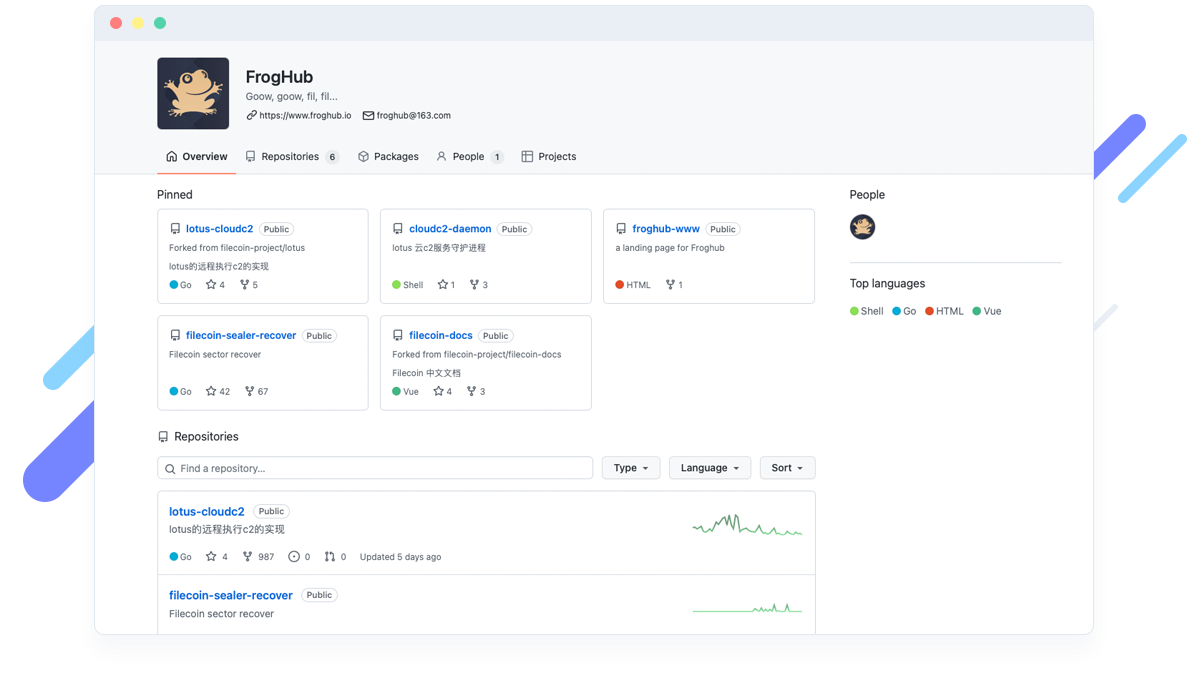 FrogHub
Goow, goow, fil, fil...
https://www.froghub.io froghub@163.com
Overview Repositories 6 Packages People 1 Projects
Pinned
lotus-cloudc2 Public
Forked from filecoin-project/lotus
lotus的远程执行c2的实现
Go 4 5
cloudc2-daemon Public
lotus 云c2服务守护进程
Shell 1 3
froghub-www Public
a landing page for Froghub
HTML 1
filecoin-sealer-recover Public
Filecoin sector recover
Go 42 67
filecoin-docs Public
Forked from filecoin-project/filecoin-docs
Filecoin 中文文档
Vue 4 3
Repositories
Find a repository...
Type Language Sort
lotus-cloudc2 Public
lotus的远程执行c2的实现
Go 4 987 0 0 Updated 5 days ago
filecoin-sealer-recover Public
Filecoin sector recover
People
Top languages
Shell Go HTML Vue